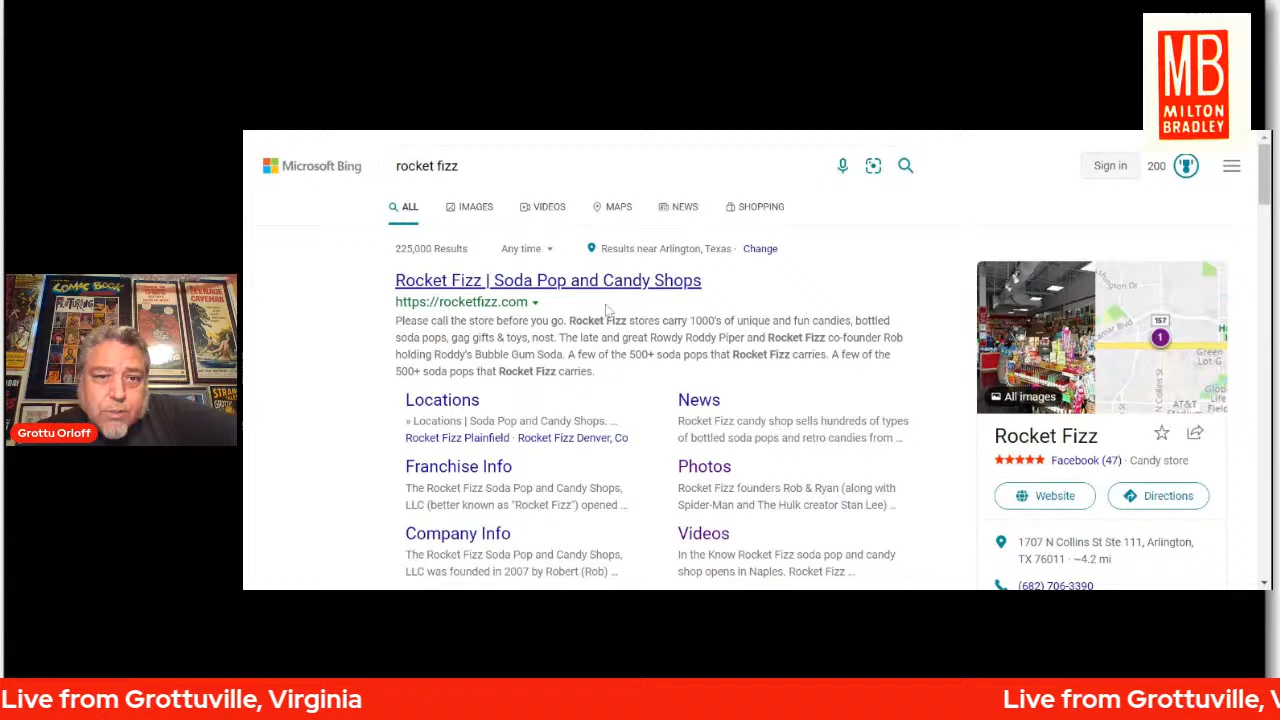 MB
MILTON
BRADLEY
Microsoft Bing
rocket fizz
Sign in
200
ALL
IMAGES
VIDEOS
MAPS
NEWS
SHOPPING
225,000 Results
Any time
Results near Arlington, Texas · Change
Rocket Fizz | Soda Pop and Candy Shops
https://rocketfizz.com
Please call the store before you go. Rocket Fizz stores carry 1000's of unique and fun candies, bottled
soda pops, gag gifts & toys, nost. The late and great Rowdy Roddy Piper and Rocket Fizz co-founder Rob
holding Roddy's Bubble Gum Soda. A few of the 500+ soda pops that Rocket Fizz carries. A few of the
500+ soda pops that Rocket Fizz carries.
Locations
» Locations | Soda Pop and Candy Shops. ...
Rocket Fizz Plainfield · Rocket Fizz Denver, Co
News
Rocket Fizz candy shop sells hundreds of types
of bottled soda pops and retro candies from ...
Franchise Info
The Rocket Fizz Soda Pop and Candy Shops,
LLC (better known as "Rocket Fizz") opened ...
Photos
Rocket Fizz founders Rob & Ryan (along with
Spider-Man and The Hulk creator Stan Lee) ...
Company Info
The Rocket Fizz Soda Pop and Candy Shops,
LLC was founded in 2007 by Robert (Rob) ...
Videos
In the Know Rocket Fizz soda pop and candy
shop opens in Naples. Rocket Fizz ...
157
1
N Collins St
Green
AT&T
All images
Rocket Fizz
Facebook (47) · Candy store
Website
Directions
1707 N Collins St Ste 111, Arlington,
TX 76011 · ~4.2 mi
(682) 706-3390
COMIC BOOK
FEATURING
TEENAGE
CAVEMAN
Grottu Orloff
Live from Grottuville, Virginia
Live from Grottuville, V